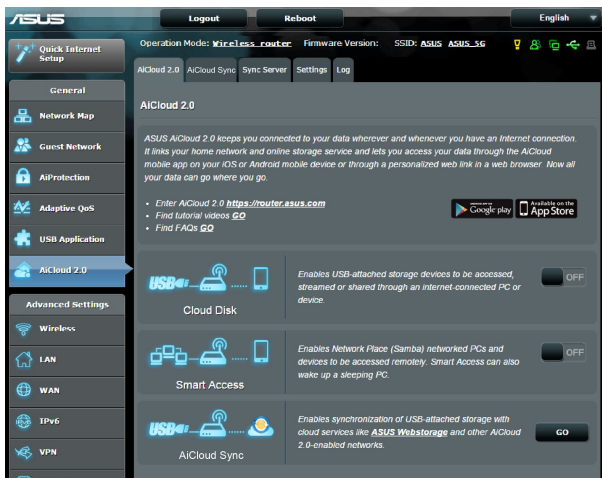 ASUS
Logout
Reboot
English
Quick Internet
Setup
Operation Mode: Wireless router Firmware Version: SSID: ASUS ASUS_5G
AiCloud 2.0
AiCloud Sync
Sync Server
Settings
Log
General
Network Map
Guest Network
AiProtection
Adaptive QoS
USB Application
AiCloud 2.0
Advanced Settings
Wireless
LAN
WAN
IPv6
VPN
AiCloud 2.0
ASUS AiCloud 2.0 keeps you connected to your data wherever and whenever you have an Internet connection.
It links your home network and online storage service and lets you access your data through the AiCloud
mobile app on your iOS or Android mobile device or through a personalized web link in a web browser. Now all
your data can go where you go.
• Enter AiCloud 2.0 https://router.asus.com
• Find tutorial videos GO
• Find FAQs GO
Google play
Available on the
App Store
USB
Cloud Disk
Enables USB-attached storage devices to be accessed,
streamed or shared through an internet-connected PC or
device.
OFF
Smart Access
Enables Network Place (Samba) networked PCs and
devices to be accessed remotely. Smart Access can also
wake up a sleeping PC.
OFF
USB
AiCloud Sync
Enables synchronization of USB-attached storage with
cloud services like ASUS Webstorage and other AiCloud
2.0-enabled networks.
GO